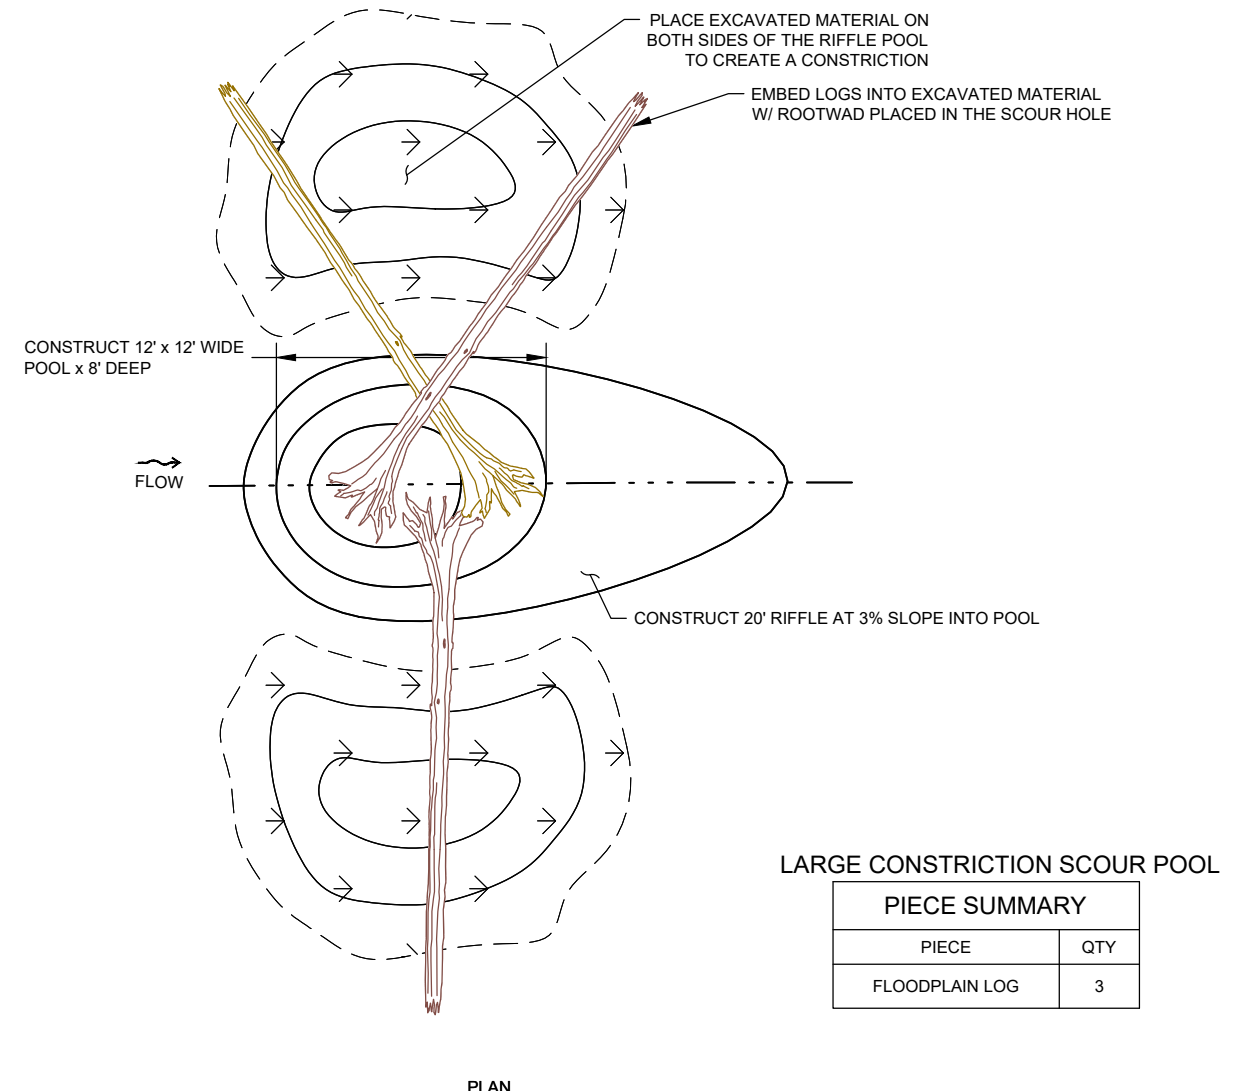 PLACE EXCAVATED MATERIAL ON
BOTH SIDES OF THE RIFFLE POOL
TO CREATE A CONSTRICTION
EMBED LOGS INTO EXCAVATED MATERIAL
W/ ROOTWAD PLACED IN THE SCOUR HOLE
CONSTRUCT 12' x 12' WIDE
POOL x 8' DEEP
FLOW
CONSTRUCT 20' RIFFLE AT 3% SLOPE INTO POOL
LARGE CONSTRICTION SCOUR POOL
PIECE SUMMARY
PIECE QTY
FLOODPLAIN LOG 3
PLAN